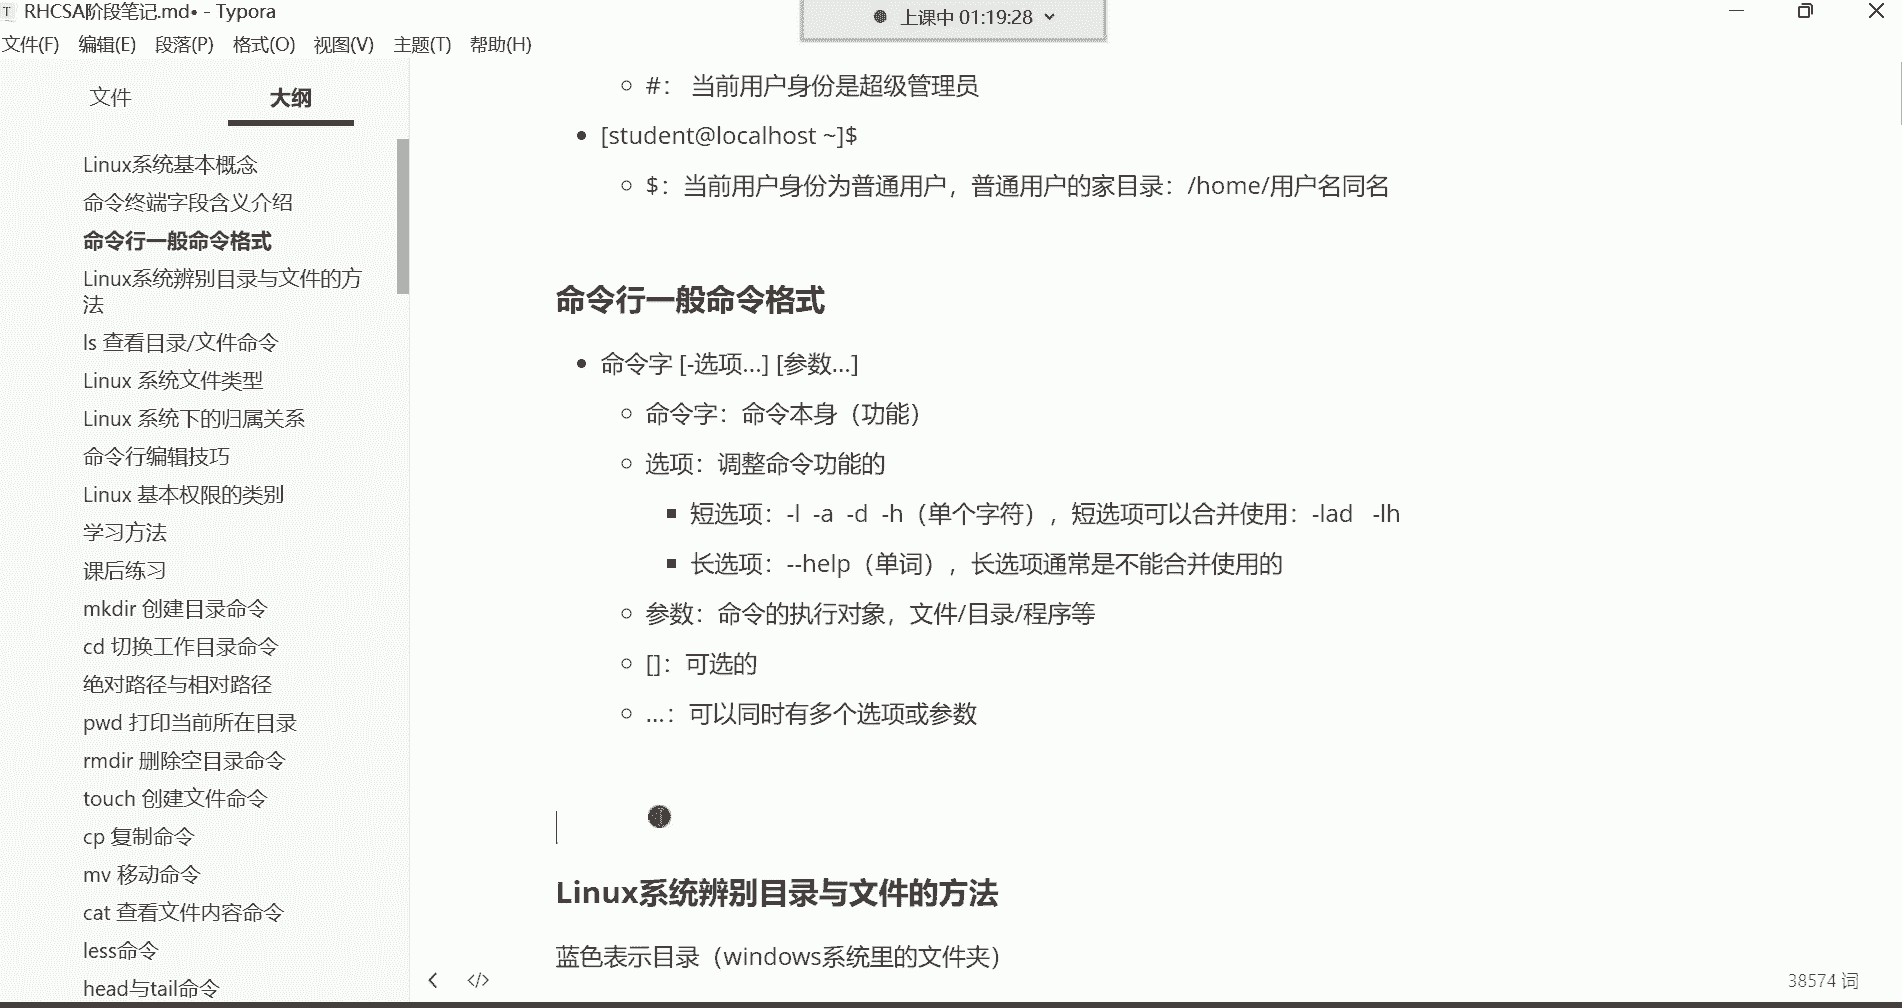 T RHCSA阶段笔记.md• - Typora
上课中 01:19:28
文件(F) 编辑(E) 段落(P) 格式(O) 视图(V) 主题(T) 帮助(H)
文件 大纲
Linux系统基本概念
命令终端字段含义介绍
命令行一般命令格式
Linux系统辨别目录与文件的方
法
ls 查看目录/文件命令
Linux 系统文件类型
Linux 系统下的归属关系
命令行编辑技巧
Linux 基本权限的类别
学习方法
课后练习
mkdir 创建目录命令
cd 切换工作目录命令
绝对路径与相对路径
pwd 打印当前所在目录
rmdir 删除空目录命令
touch 创建文件命令
cp 复制命令
mv 移动命令
cat 查看文件内容命令
less命令
head与tail命令
#： 当前用户身份是超级管理员
[student@localhost ~]$
$：当前用户身份为普通用户，普通用户的家目录：/home/用户名同名
命令行一般命令格式
命令字 [-选项...] [参数...]
命令字：命令本身（功能）
选项：调整命令功能的
短选项：-l -a -d -h（单个字符），短选项可以合并使用：-lad -lh
长选项：--help（单词），长选项通常是不能合并使用的
参数：命令的执行对象，文件/目录/程序等
[]：可选的
...：可以同时有多个选项或参数
Linux系统辨别目录与文件的方法
蓝色表示目录（windows系统里的文件夹）
</> 38574 词